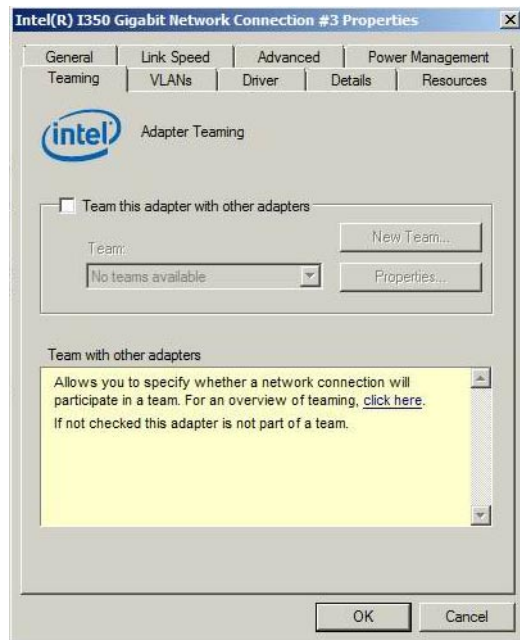 Intel(R) I350 Gigabit Network Connection #3 Properties
General Link Speed Advanced Power Management
Teaming VLANs Driver Details Resources
intel Adapter Teaming
Team this adapter with other adapters
Team:
New Team...
No teams available
Properties...
Team with other adapters
Allows you to specify whether a network connection will
participate in a team. For an overview of teaming, click here.
If not checked this adapter is not part of a team.
OK Cancel